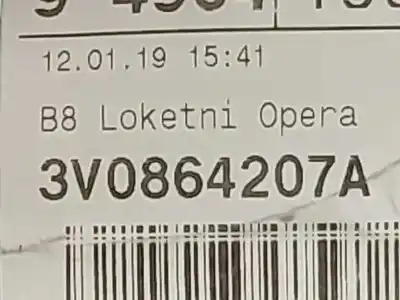 12.01.19 15:41
B8 Loketni Opera
3V0864207A